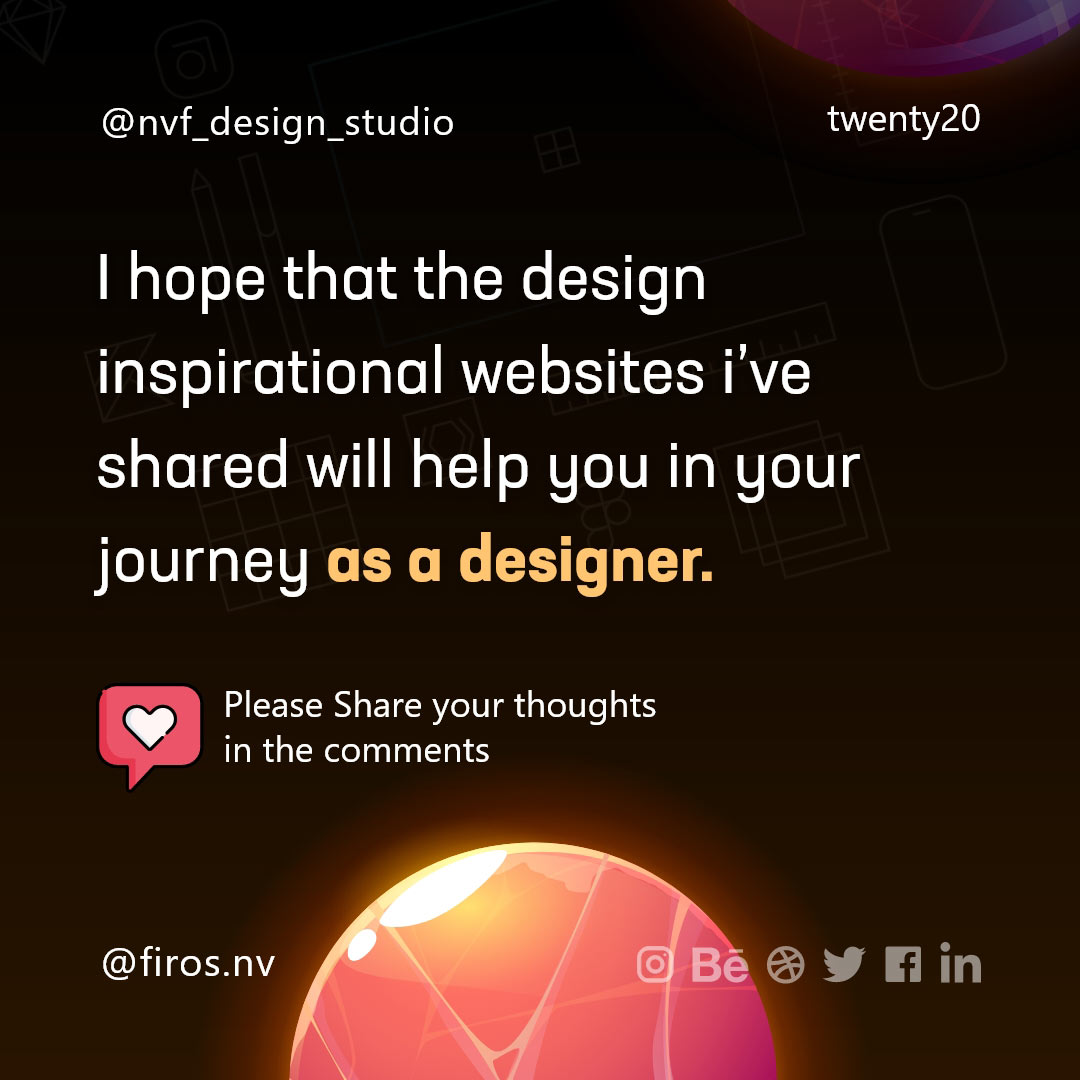 @nvf_design_studio
twenty20
I hope that the design
inspirational websites i’ve
shared will help you in your
journey as a designer.
Please Share your thoughts
in the comments
@firos.nv
Bē
in